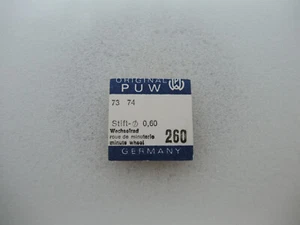 ORIGINAL
PUW
73 74
Stift-⌀ 0,60
Wechselrad
roue de minuterie
minute wheel
260
GERMANY